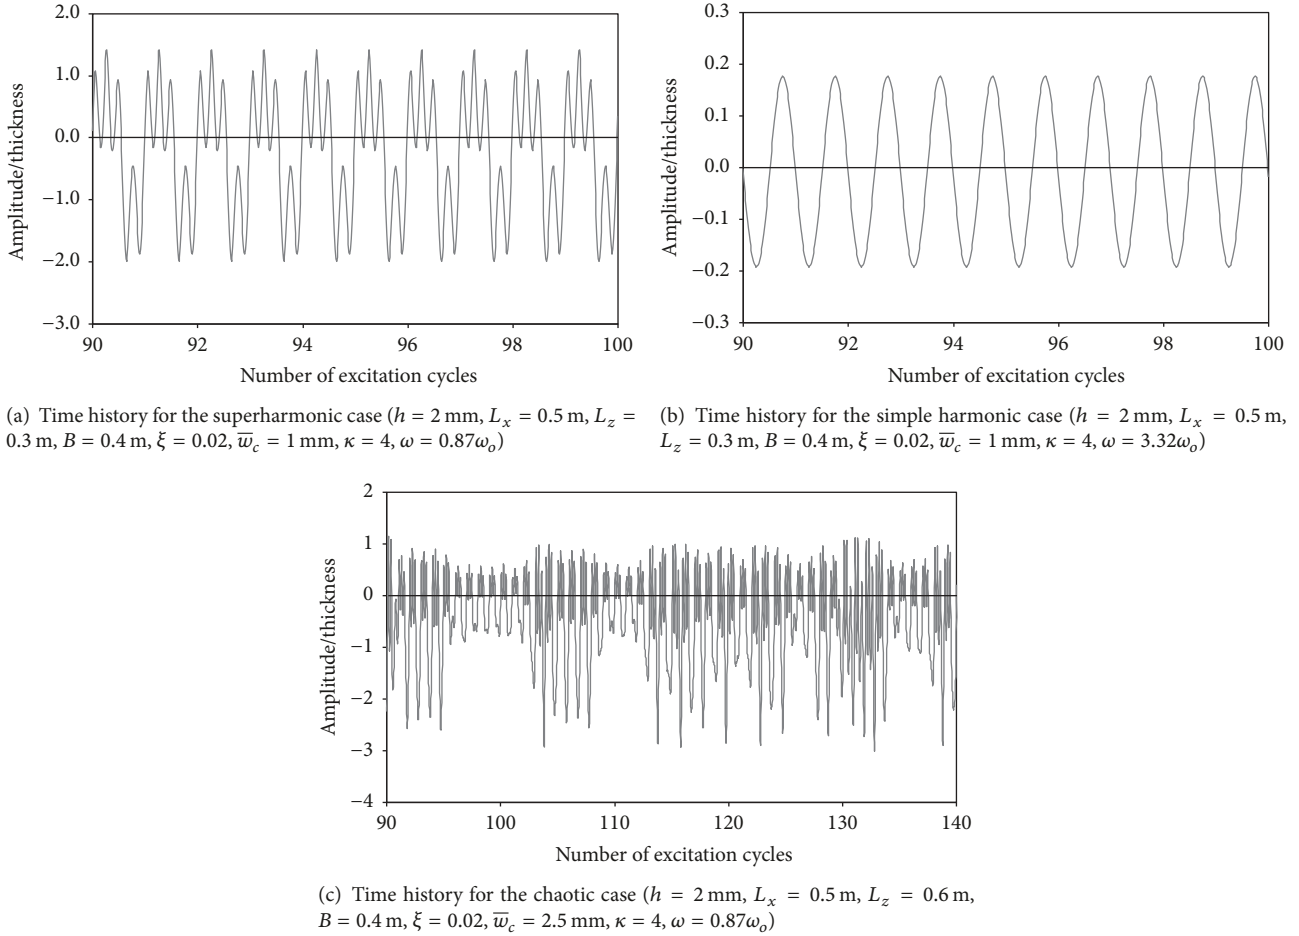 2.0
1.0
0.0
−1.0
−2.0
−3.0
Amplitude/thickness
90 92 94 96 98 100
Number of excitation cycles
(a) Time history for the superharmonic case (h = 2 mm, L_x = 0.5 m, L_z =
0.3 m, B = 0.4 m, ξ = 0.02, w̅_c = 1 mm, κ = 4, ω = 0.87ω_o)
0.3
0.2
0.1
0.0
−0.1
−0.2
−0.3
Amplitude/thickness
90 92 94 96 98 100
Number of excitation cycles
(b) Time history for the simple harmonic case (h = 2 mm, L_x = 0.5 m,
L_z = 0.3 m, B = 0.4 m, ξ = 0.02, w̅_c = 1 mm, κ = 4, ω = 3.32ω_o)
2
1
0
−1
−2
−3
−4
Amplitude/thickness
90 100 110 120 130 140
Number of excitation cycles
(c) Time history for the chaotic case (h = 2 mm, L_x = 0.5 m, L_z = 0.6 m,
B = 0.4 m, ξ = 0.02, w̅_c = 2.5 mm, κ = 4, ω = 0.87ω_o)